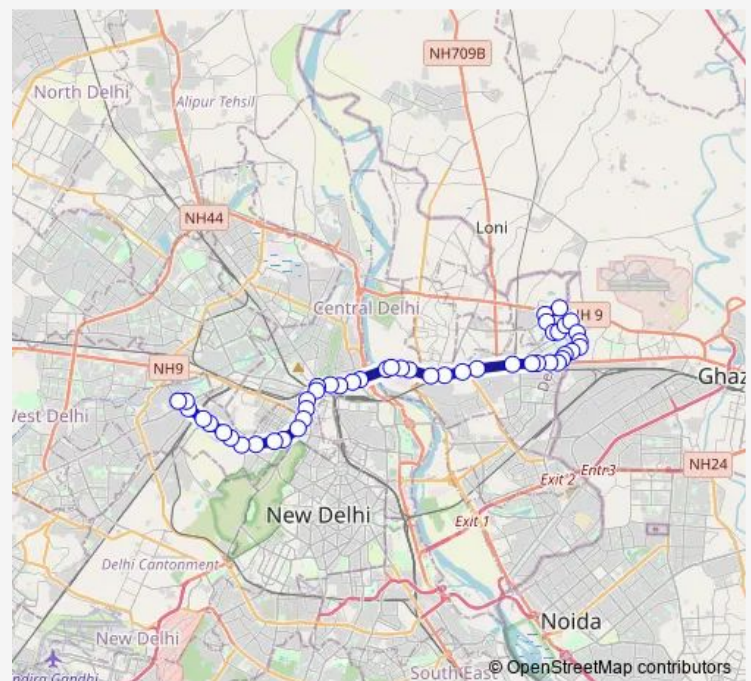 NH709B
North Delhi
Alipur Tehsil
NH44
Loni
Central Delhi
NH 9
NH9
Ghaz
West Delhi
NH24
Entr3
Exit 2
New Delhi
Exit 1
Delhi Cantonment
Noida
New Delhi
South East
© OpenStreetMap contributors